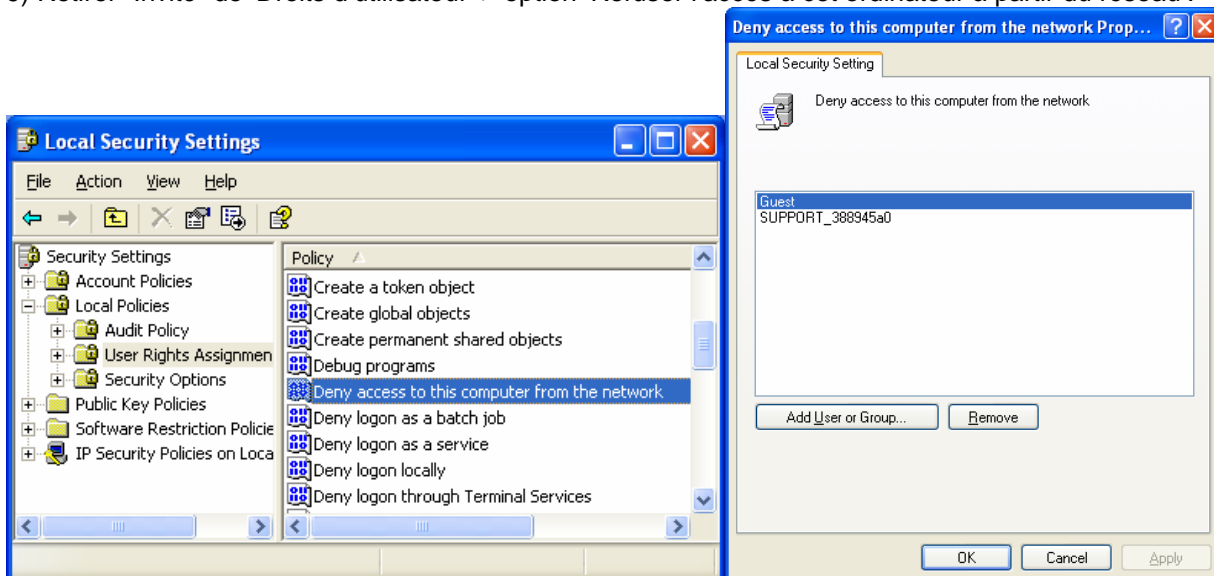 Deny access to this computer from the network Prop...
Local Security Setting
Deny access to this computer from the network
Guest
SUPPORT_388945a0
Add User or Group...
Remove
OK
Cancel
Apply
Local Security Settings
File Action View Help
Security Settings
Account Policies
Local Policies
Audit Policy
User Rights Assignmen
Security Options
Public Key Policies
Software Restriction Policie
IP Security Policies on Loca
Policy
Create a token object
Create global objects
Create permanent shared objects
Debug programs
Deny access to this computer from the network
Deny logon as a batch job
Deny logon as a service
Deny logon locally
Deny logon through Terminal Services